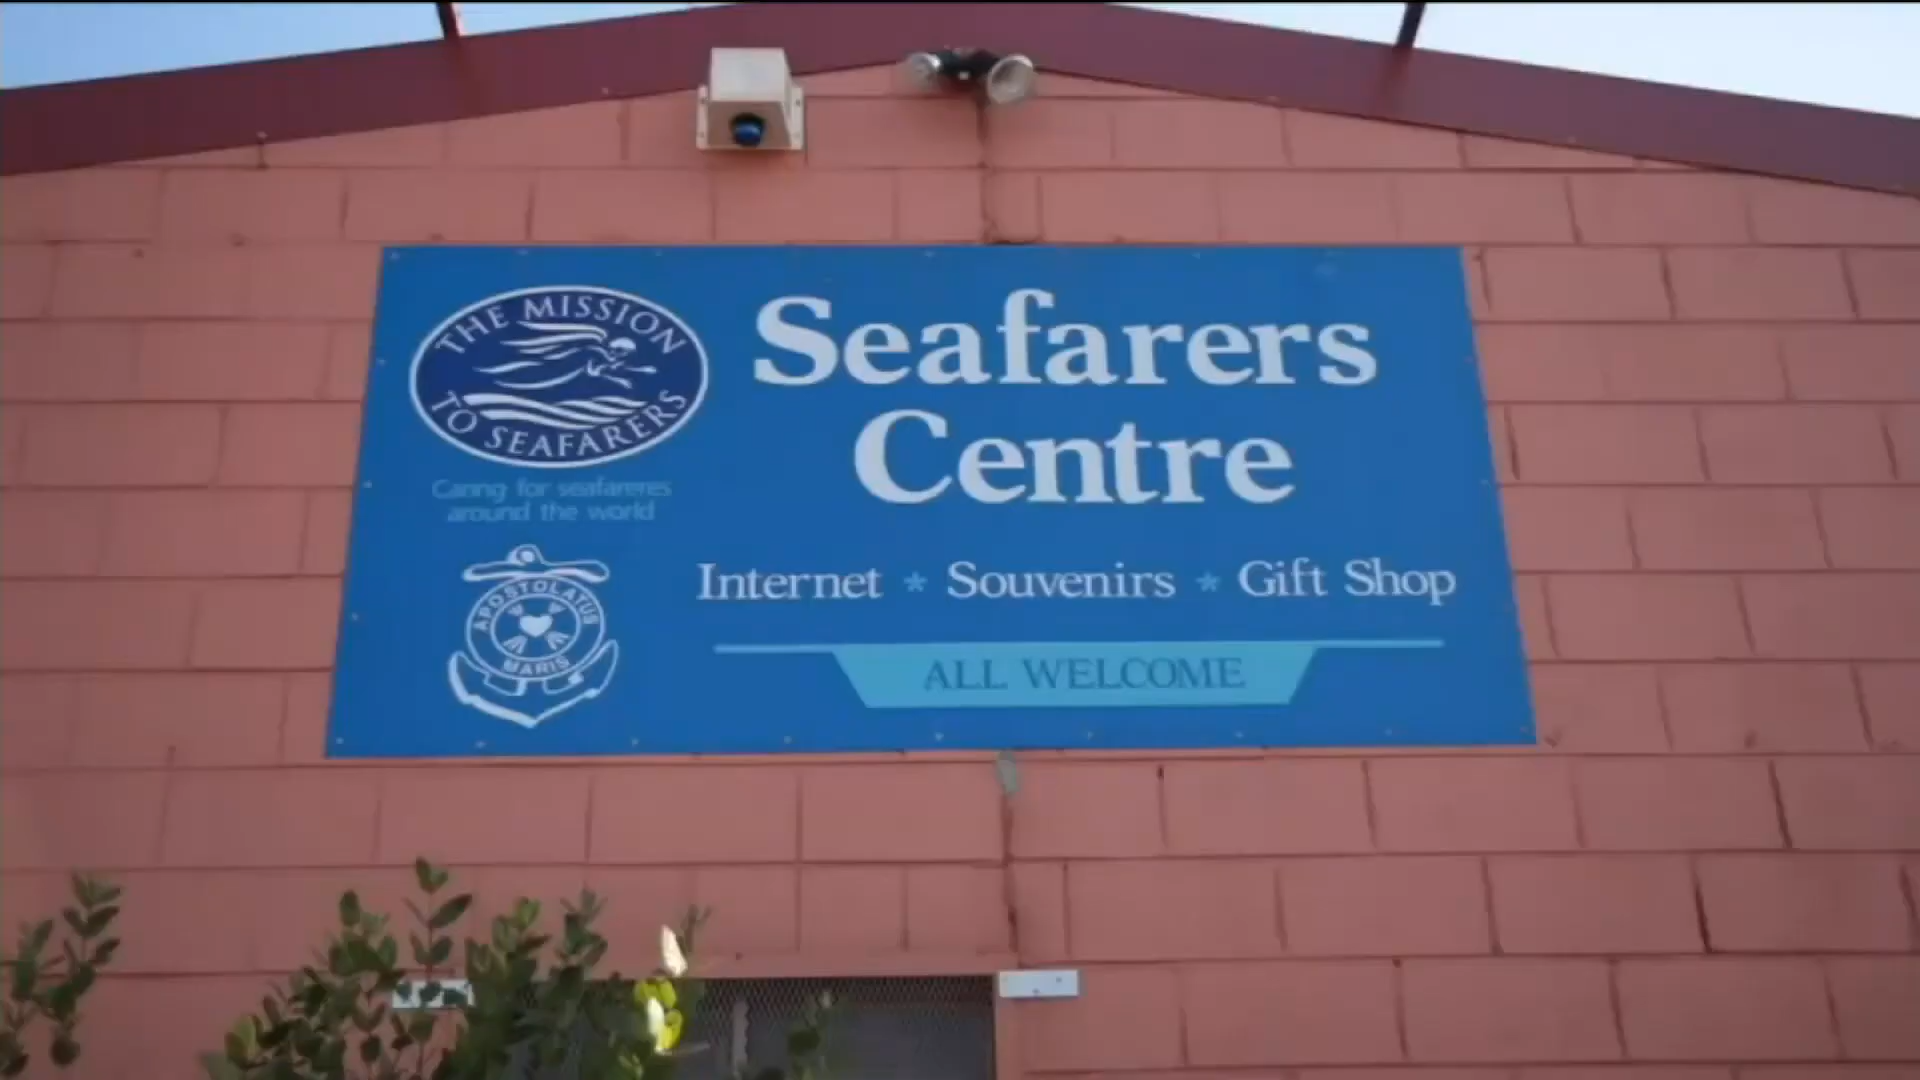 THE MISSION
TO SEAFARERS
Caring for seafareres
around the world
APOSTOLATUS
MARIS
Seafarers
Centre
Internet * Souvenirs * Gift Shop
ALL WELCOME